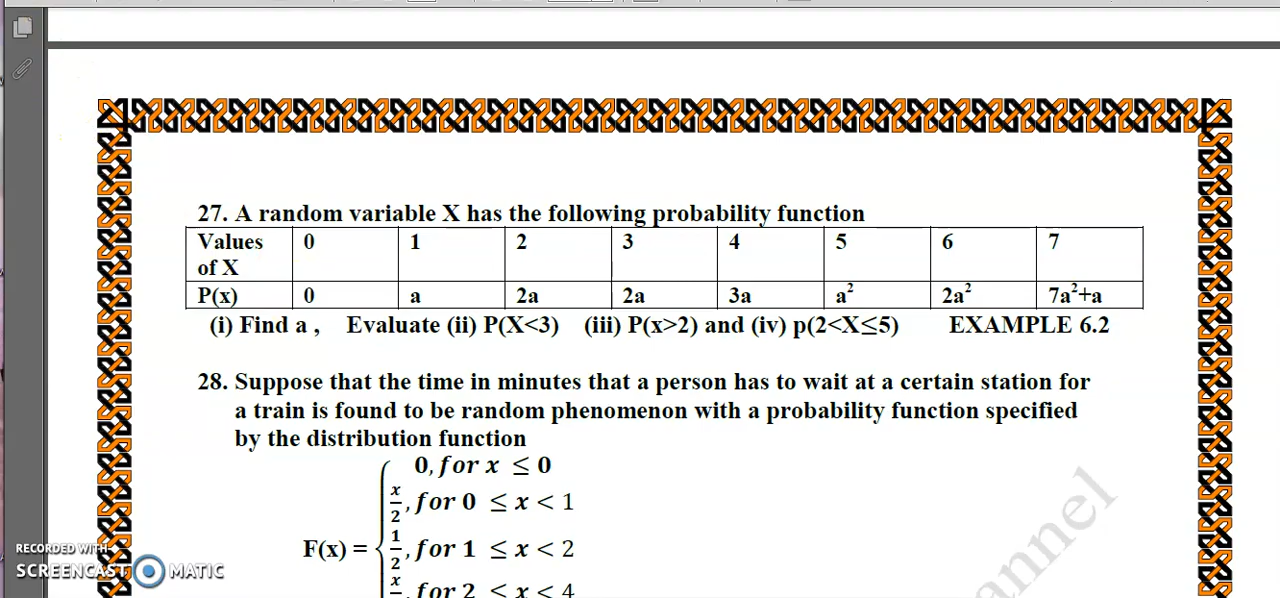 27. A random variable X has the following probability function
Values of X 0 1 2 3 4 5 6 7
P(x) 0 a 2a 2a 3a a² 2a² 7a²+a
(i) Find a , Evaluate (ii) P(X<3) (iii) P(x>2) and (iv) p(2<X≤5) EXAMPLE 6.2
28. Suppose that the time in minutes that a person has to wait at a certain station for
a train is found to be random phenomenon with a probability function specified
by the distribution function
0, for x ≤ 0
x/2, for 0 ≤ x < 1
F(x) = 1/2, for 1 ≤ x < 2
for 2 ≤ x < 4
RECORDED WITH
SCREENCAST MATIC